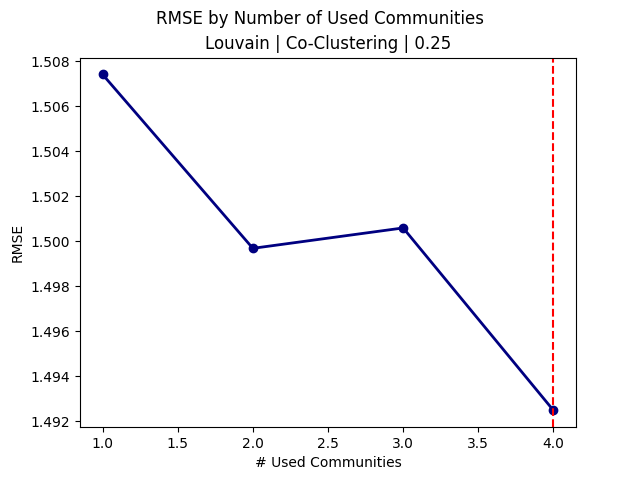 RMSE by Number of Used Communities
Louvain | Co-Clustering | 0.25
1.508
1.506
1.504
1.502
1.500
1.498
1.496
1.494
1.492
RMSE
1.0 1.5 2.0 2.5 3.0 3.5 4.0
# Used Communities